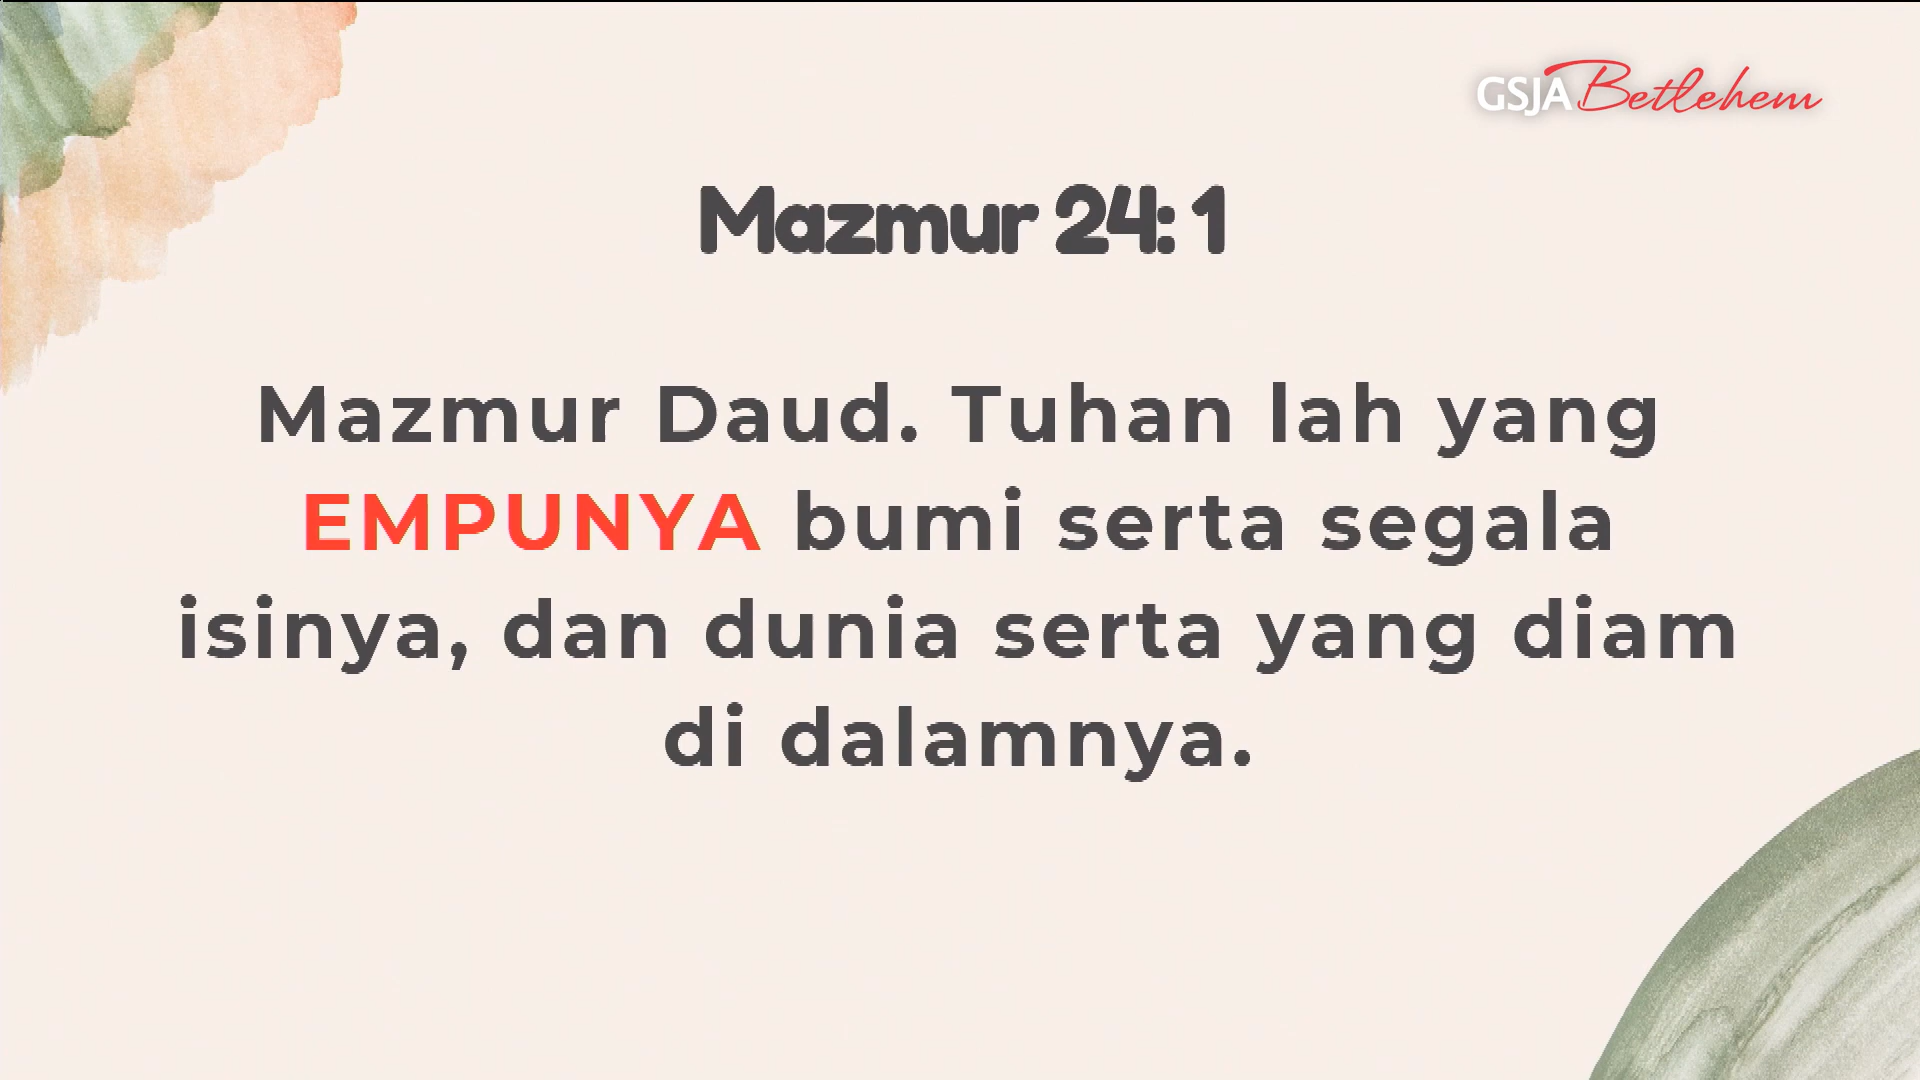 GSJA Betlehem
Mazmur 24: 1
Mazmur Daud. Tuhan lah yang
EMPUNYA bumi serta segala
isinya, dan dunia serta yang diam
di dalamnya.